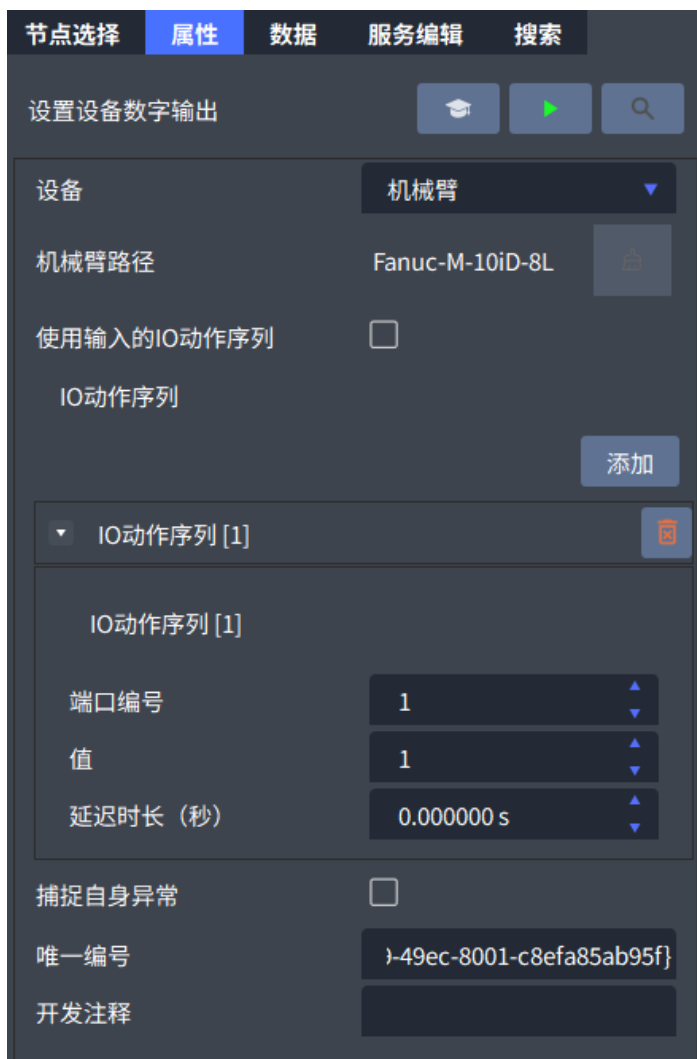 节点选择 属性 数据 服务编辑 搜索
设置设备数字输出
设备 机械臂
机械臂路径 Fanuc-M-10iD-8L
使用输入的IO动作序列
IO动作序列
添加
IO动作序列 [1]
IO动作序列 [1]
端口编号 1
值 1
延迟时长（秒） 0.000000 s
捕捉自身异常
唯一编号 -49ec-8001-c8efa85ab95f}
开发注释